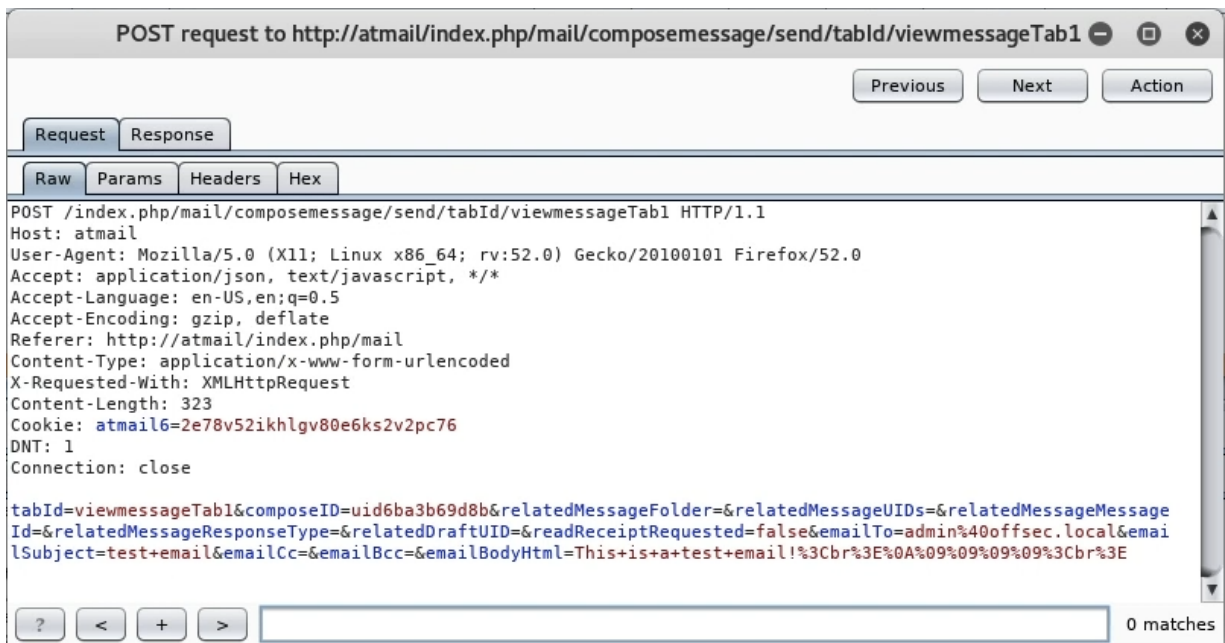 POST request to http://atmail/index.php/mail/composemessage/send/tabId/viewmessageTab1
Previous Next Action
Request Response
Raw Params Headers Hex
POST /index.php/mail/composemessage/send/tabId/viewmessageTab1 HTTP/1.1
Host: atmail
User-Agent: Mozilla/5.0 (X11; Linux x86_64; rv:52.0) Gecko/20100101 Firefox/52.0
Accept: application/json, text/javascript, */*
Accept-Language: en-US,en;q=0.5
Accept-Encoding: gzip, deflate
Referer: http://atmail/index.php/mail
Content-Type: application/x-www-form-urlencoded
X-Requested-With: XMLHttpRequest
Content-Length: 323
Cookie: atmail6=2e78v52ikhlgv80e6ks2v2pc76
DNT: 1
Connection: close
tabId=viewmessageTab1&composeID=uid6ba3b69d8b&relatedMessageFolder=&relatedMessageUIDs=&relatedMessageMessage
Id=&relatedMessageResponseType=&relatedDraftUID=&readReceiptRequested=false&emailTo=admin%40offsec.local&emai
lSubject=test+email&emailCc=&emailBcc=&emailBodyHtml=This+is+a+test+email!%3Cbr%3E%0A%09%09%09%09%3Cbr%3E
? < + > 0 matches